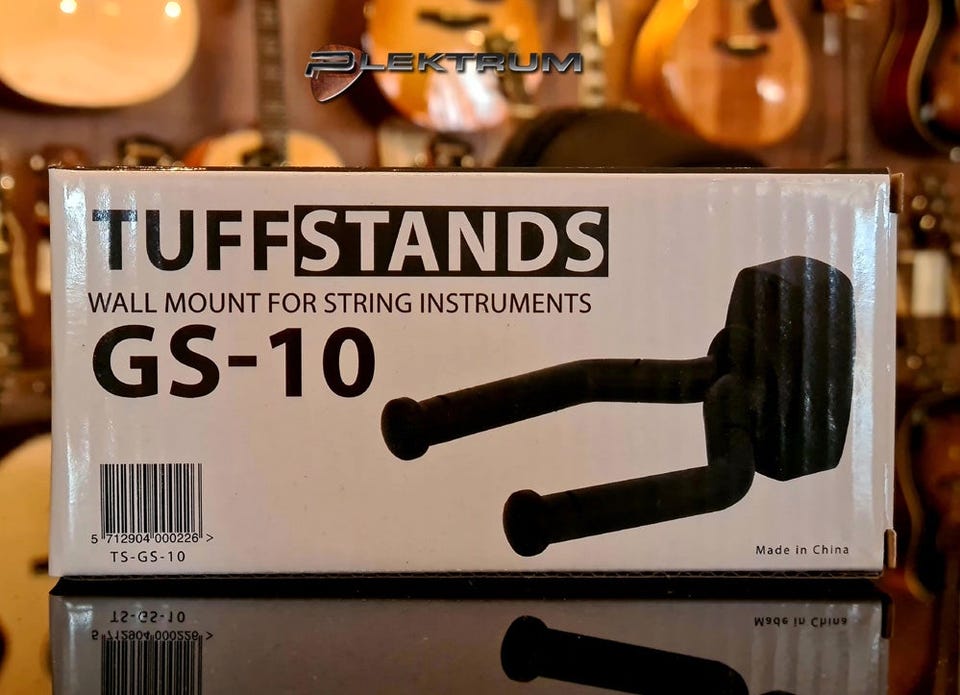 PLEKTRUM
TUFFSTANDS
WALL MOUNT FOR STRING INSTRUMENTS
GS-10
5 712904 000226 >
TS-GS-10
Made in China